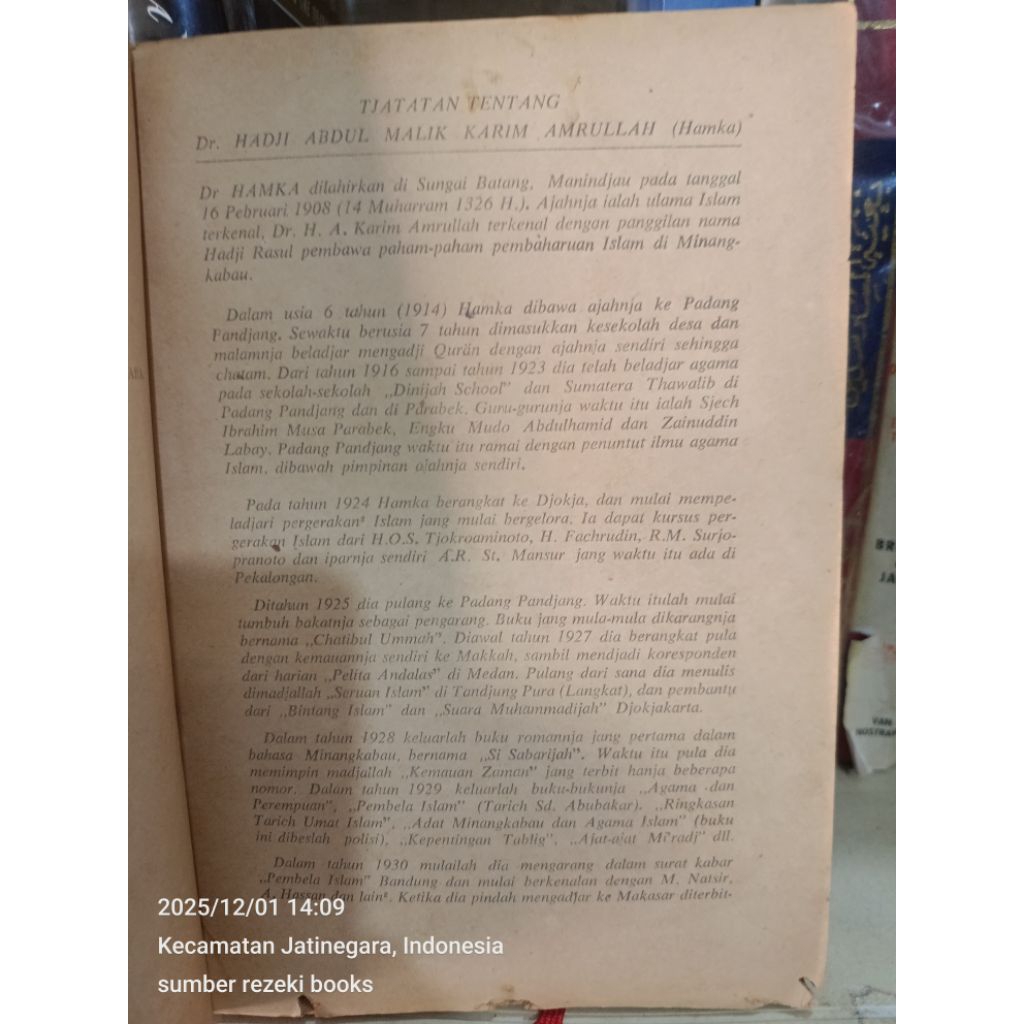 TJATATAN TENTANG
Dr. HADJI ABDUL MALIK KARIM AMRULLAH (Hamka)
Dr HAMKA dilahirkan di Sungai Batang, Manindjau pada tanggal
16 Pebruari 1908 (14 Muharram 1326 H.). Ajahnja ialah ulama Islam
terkenal, Dr. H. A. Karim Amrullah terkenal dengan panggilan nama
Hadji Rasul pembawa paham-paham pembaharuan Islam di Minang-
kabau.
Dalam usia 6 tahun (1914) Hamka dibawa ajahnja ke Padang
Pandjang. Sewaktu berusia 7 tahun dimasukkan kesekolah desa dan
malamnja beladjar mengadji Qurän dengan ajahnja sendiri sehingga
chatam. Dari tahun 1916 sampai tahun 1923 dia telah beladjar agama
pada sekolah-sekolah „Dinijah School" dan Sumatera Thawalib di
Padang Pandjang dan di Parabek. Guru-gurunja waktu itu ialah Sjech
Ibrahim Musa Parabek, Engku Mudo Abdulhamid dan Zainuddin
Labay. Padang Pandjang waktu itu ramai dengan penuntut ilmu agama
Islam, dibawah pimpinan ajahnja sendiri.
Pada tahun 1924 Hamka berangkat ke Djokja, dan mulai mempe-
ladjari pergerakan² Islam jang mulai bergelora. Ia dapat kursus per-
gerakan Islam dari H.O.S. Tjokroaminoto, H. Fachrudin, R.M. Surjo-
pranoto dan iparnja sendiri A.R. St. Mansur jang waktu itu ada di
Pekalongan.
Ditahun 1925 dia pulang ke Padang Pandjang. Waktu itulah mulai
tumbuh bakatnja sebagai pengarang. Buku jang mula-mula dikarangnja
bernama „Chatibul Ummah". Diawal tahun 1927 dia berangkat pula
dengan kemauannja sendiri ke Makkah, sambil mendjadi koresponden
dari harian „Pelita Andalas" di Medan. Pulang dari sana dia menulis
dimadjallah „Seruan Islam" di Tandjung Pura (Langkat), dan pembantu
dari „Bintang Islam" dan „Suara Muhammadijah" Djokjakarta.
Dalam tahun 1928 keluarlah buku romannja jang pertama dalam
bahasa Minangkabau, bernama „Si Sabarijah". Waktu itu pula dia
memimpin madjallah „Kemauan Zaman" jang terbit hanja beberapa
nomor. Dalam tahun 1929 keluarlah buku-bukunja „Agama dan
Perempuan", „Pembela Islam" (Tarich Sd. Abubakar). „Ringkasan
Tarich Umat Islam", „Adat Minangkabau dan Agama Islam" (buku
ini dibeslah polisi), „Kepentingan Tablig", „Ajat-ajat Mi'radj" dll.
Dalam tahun 1930 mulailah dia mengarang dalam surat kabar
„Pembela Islam" Bandung dan mulai berkenalan dengan M. Natsir,
A. Hassan dan lain². Ketika dia pindah mengadjar ke Makasar diterbit-
2025/12/01 14:09
Kecamatan Jatinegara, Indonesia
sumber rezeki books
BR
JA
VAN